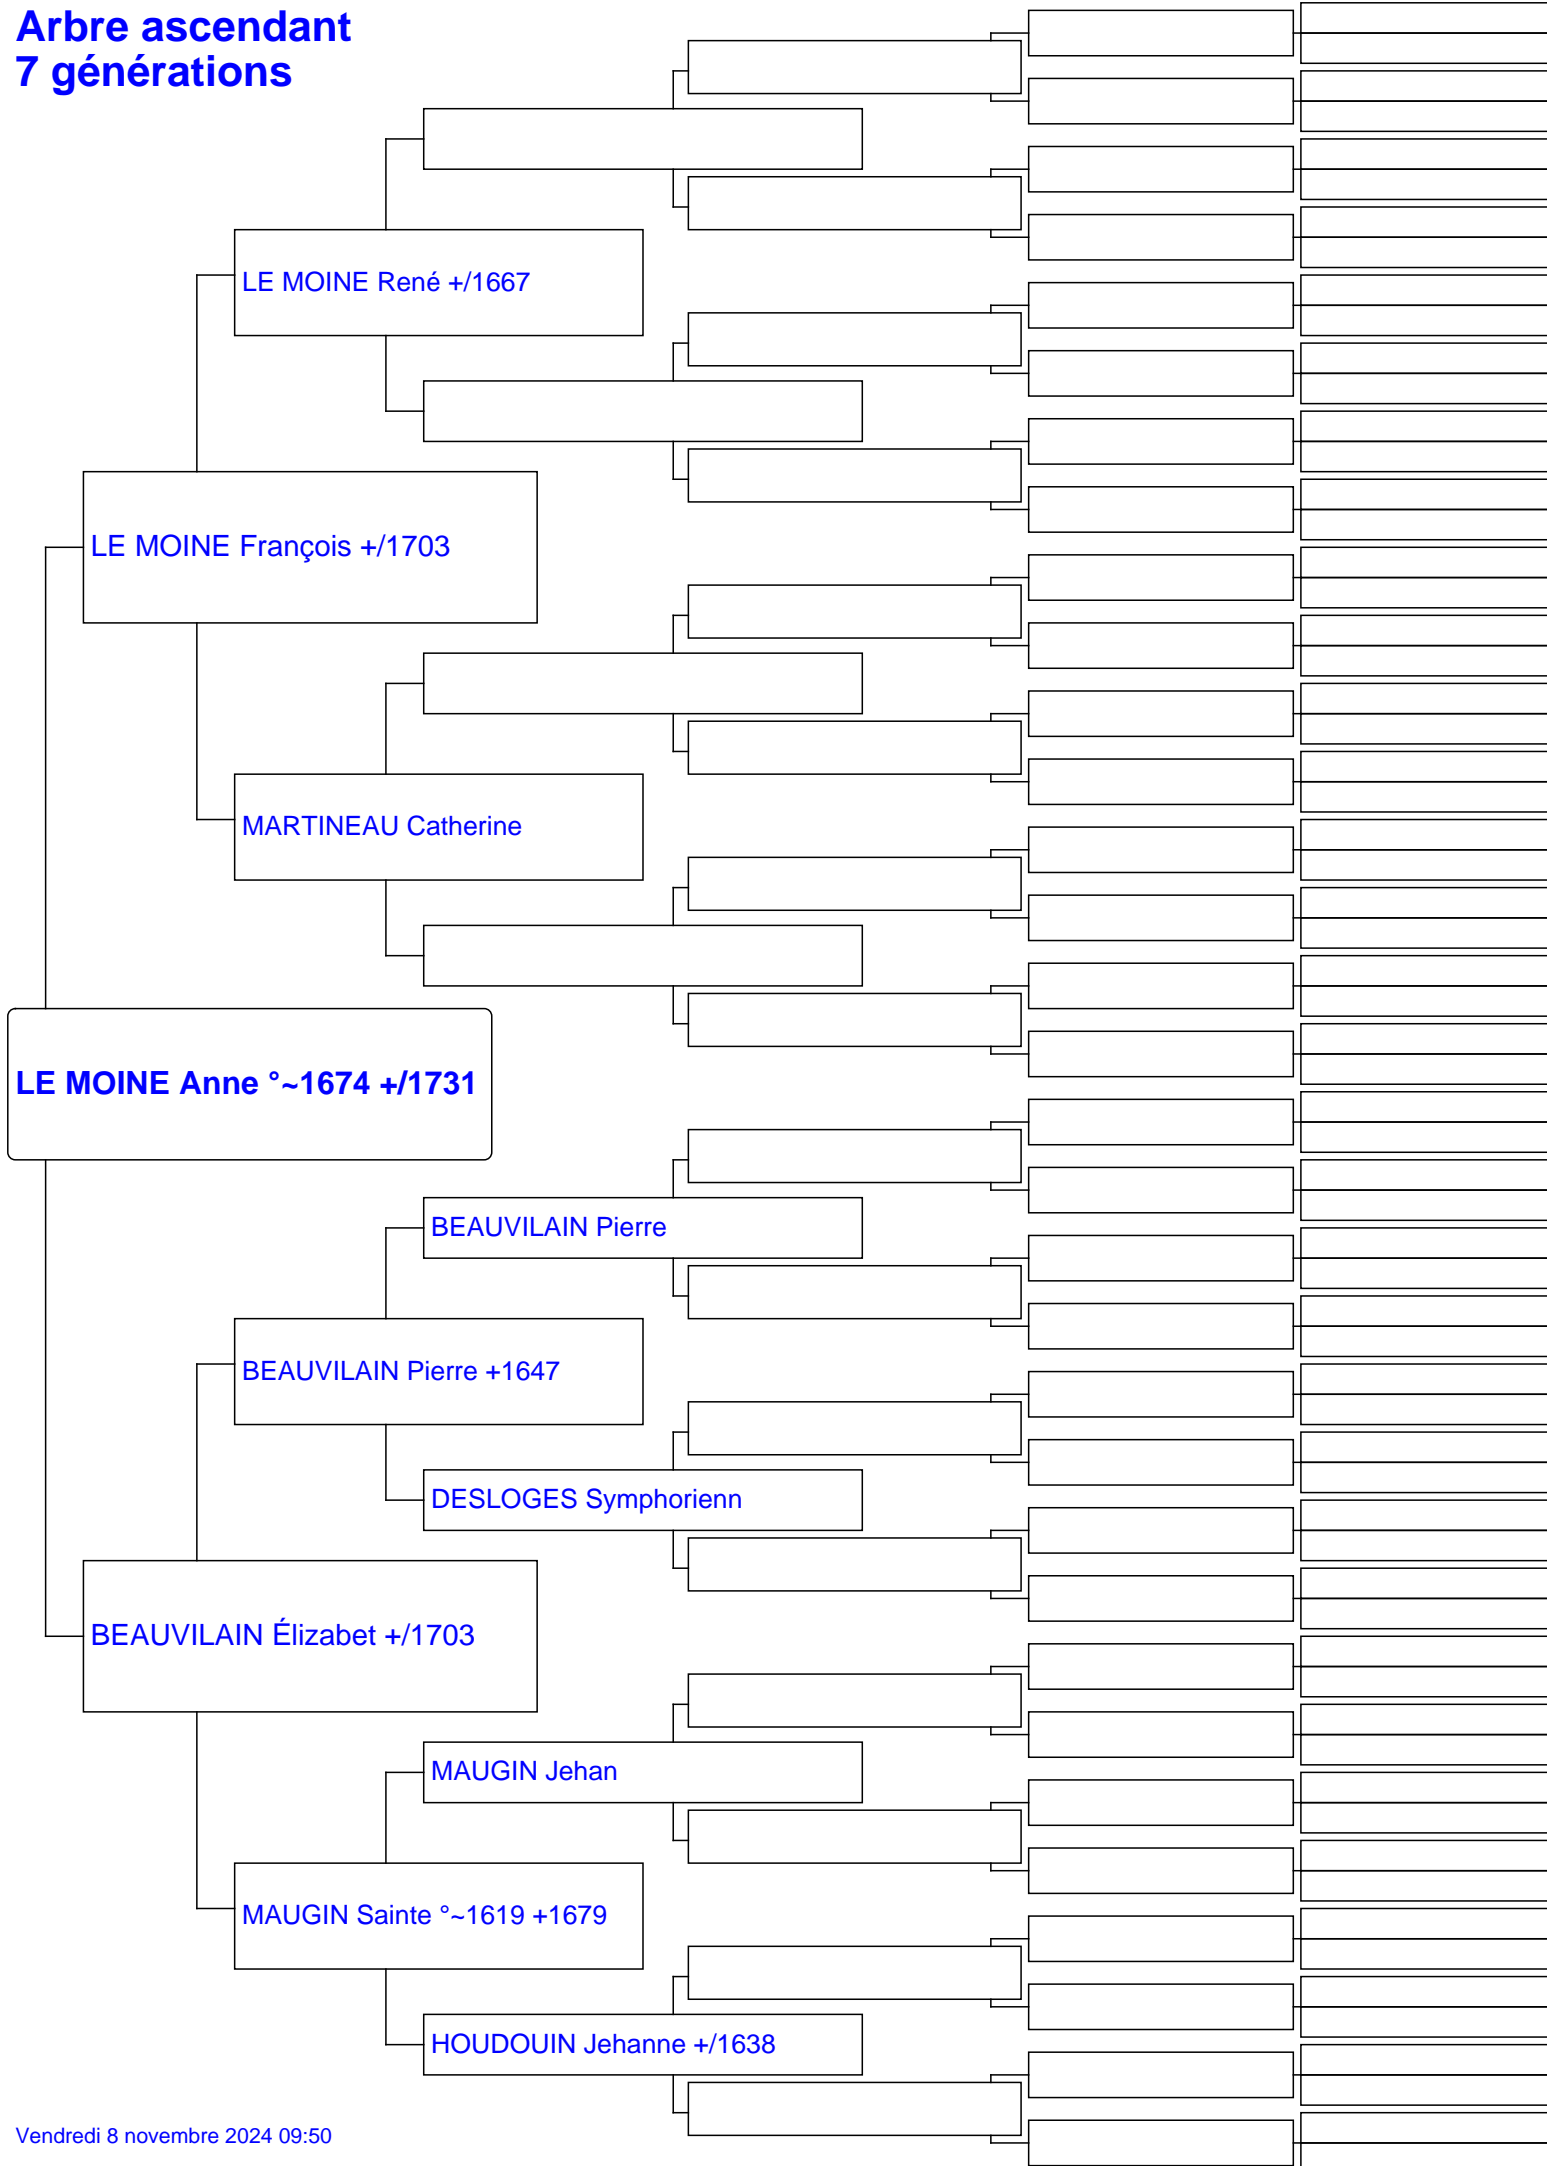 Arbre ascendant
7 générations
LE MOINE René +/1667
LE MOINE François +/1703
MARTINEAU Catherine
LE MOINE Anne °~1674 +/1731
BEAUVILAIN Pierre
BEAUVILAIN Pierre +1647
DESLOGES Symphorienn
BEAUVILAIN Élizabet +/1703
MAUGIN Jehan
MAUGIN Sainte °~1619 +1679
HOUDOUIN Jehanne +/1638
Vendredi 8 novembre 2024 09:50